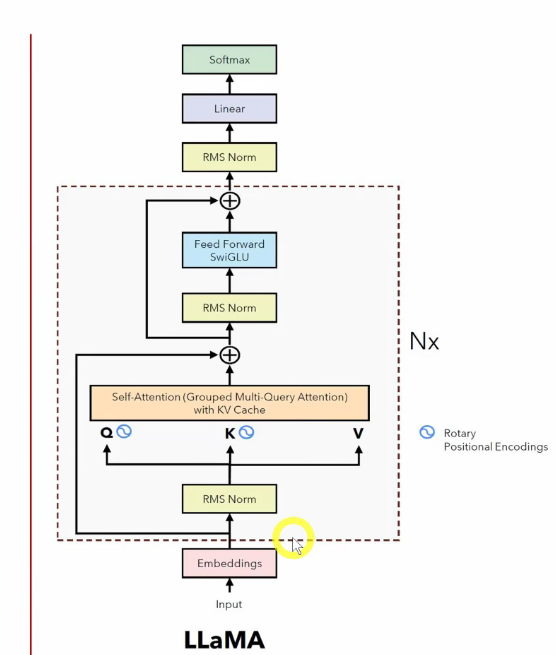 Softmax
Linear
RMS Norm
Feed Forward
SwiGLU
RMS Norm
Nx
Self-Attention (Grouped Multi-Query Attention)
with KV Cache
Q K V
Rotary
Positional Encodings
RMS Norm
Embeddings
Input
LLaMA